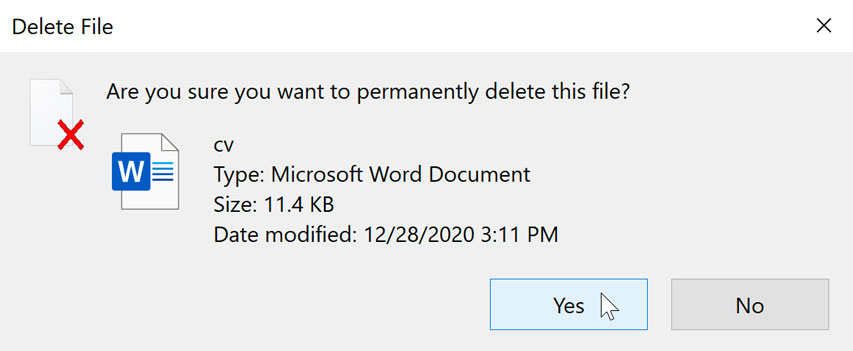 Delete File
Are you sure you want to permanently delete this file?
W
cv
Type: Microsoft Word Document
Size: 11.4 KB
Date modified: 12/28/2020 3:11 PM
Yes
No